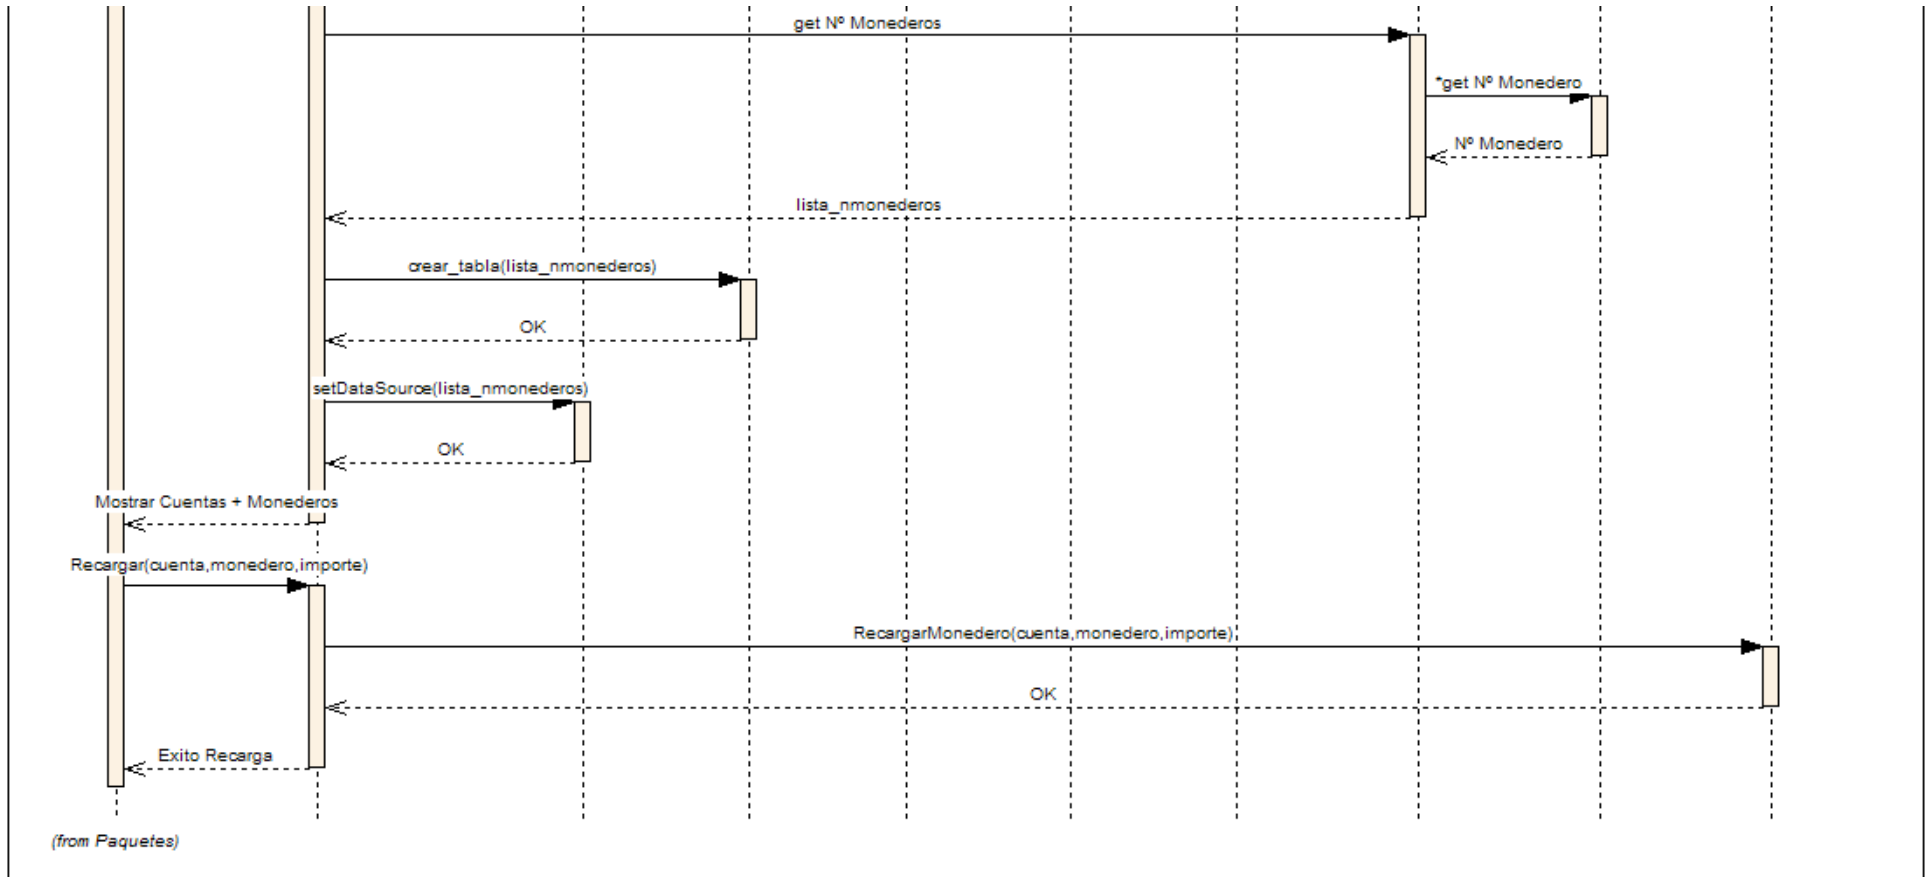 get Nº Monederos
*get Nº Monedero
Nº Monedero
lista_nmonederos
crear_tabla(lista_nmonederos)
OK
setDataSource(lista_nmonederos)
OK
Mostrar Cuentas + Monederos
Recargar(cuenta,monedero,importe)
RecargarMonedero(cuenta,monedero,importe)
OK
Exito Recarga
(from Paquetes)